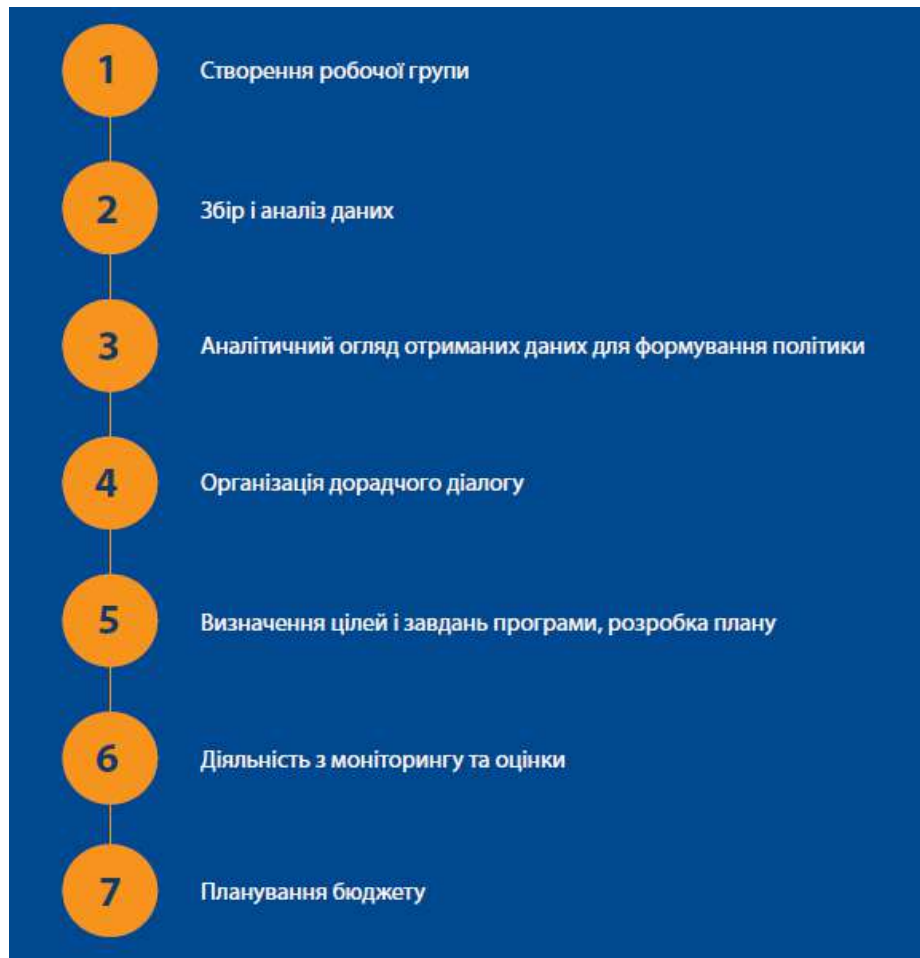 1
Створення робочої групи
2
Збір і аналіз даних
3
Аналітичний огляд отриманих даних для формування політики
4
Організація дорадчого діалогу
5
Визначення цілей і завдань програми, розробка плану
6
Діяльність з моніторингу та оцінки
7
Планування бюджету